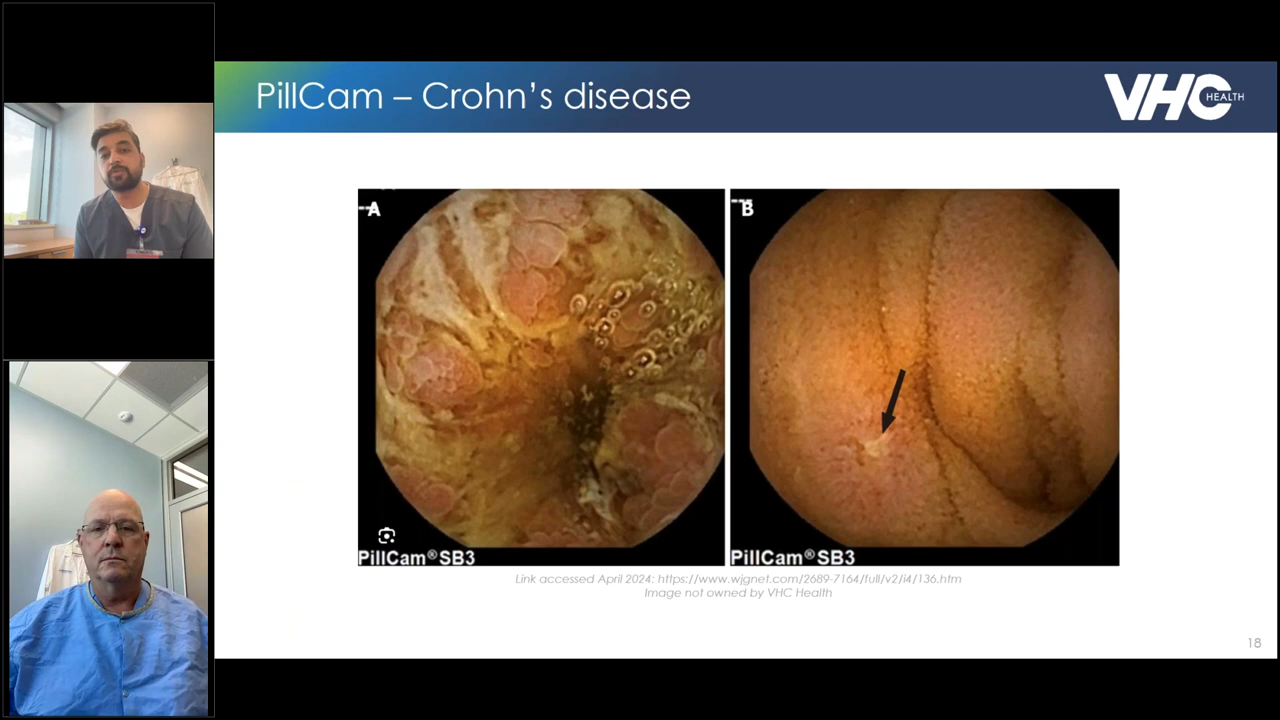 PillCam – Crohn's disease
VHC HEALTH
A
B
PillCam®SB3
PillCam®SB3
Link accessed April 2024: https://www.wjgnet.com/2689-7164/full/v2/i4/136.htm
Image not owned by VHC Health
18